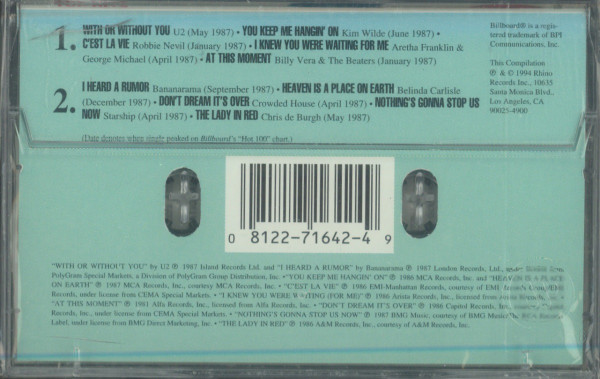 1. WITH OR WITHOUT YOU U2 (May 1987) • YOU KEEP ME HANGIN' ON Kim Wilde (June 1987) •
C'EST LA VIE Robbie Nevil (January 1987) • I KNEW YOU WERE WAITING FOR ME Aretha Franklin &
George Michael (April 1987) • AT THIS MOMENT Billy Vera & The Beaters (January 1987)
2. I HEARD A RUMOR Bananarama (September 1987) • HEAVEN IS A PLACE ON EARTH Belinda Carlisle
(December 1987) • DON'T DREAM IT'S OVER Crowded House (April 1987) • NOTHING'S GONNA STOP US
NOW Starship (April 1987) • THE LADY IN RED Chris de Burgh (May 1987)
(Date denotes when single peaked on Billboard's "Hot 100" chart.)
Billboard® is a regis-
tered trademark of BPI
Communications, Inc.
This Compilation
℗ & © 1994 Rhino
Records Inc., 10635
Santa Monica Blvd.,
Los Angeles, CA
90025-4900
0 8122-71642-4 9
"WITH OR WITHOUT YOU" by U2 ℗ 1987 Island Records Ltd. and "I HEARD A RUMOR" by Bananarama ℗ 1987 London Records, Ltd.,
PolyGram Special Markets, a Division of PolyGram Group Distribution, Inc. • "YOU KEEP ME HANGIN' ON" ℗ 1986 MCA Records, Inc. and "HEAVEN IS A PLACE
ON EARTH" ℗ 1987 MCA Records, Inc., courtesy MCA Records, Inc. • "C'EST LA VIE" ℗ 1986 EMI-Manhattan Records, courtesy of EMI
Records, under license from CEMA Special Markets. • "I KNEW YOU WERE WAITING (FOR ME)" ℗ 1986 Arista Records, Inc., licensed from
"AT THIS MOMENT" ℗ 1981 Alfa Records, Inc., licensed from Alfa Records, Inc. • "DON'T DREAM IT'S OVER" ℗ 1986 Capitol Records, Inc.,
Records, Inc., under license from CEMA Special Markets. • "NOTHING'S GONNA STOP US NOW" ℗ 1987 BMG Music, courtesy of BMG Music/
Label, under license from BMG Direct Marketing, Inc. • "THE LADY IN RED" ℗ 1986 A&M Records, Inc., courtesy of A&M Records, Inc.